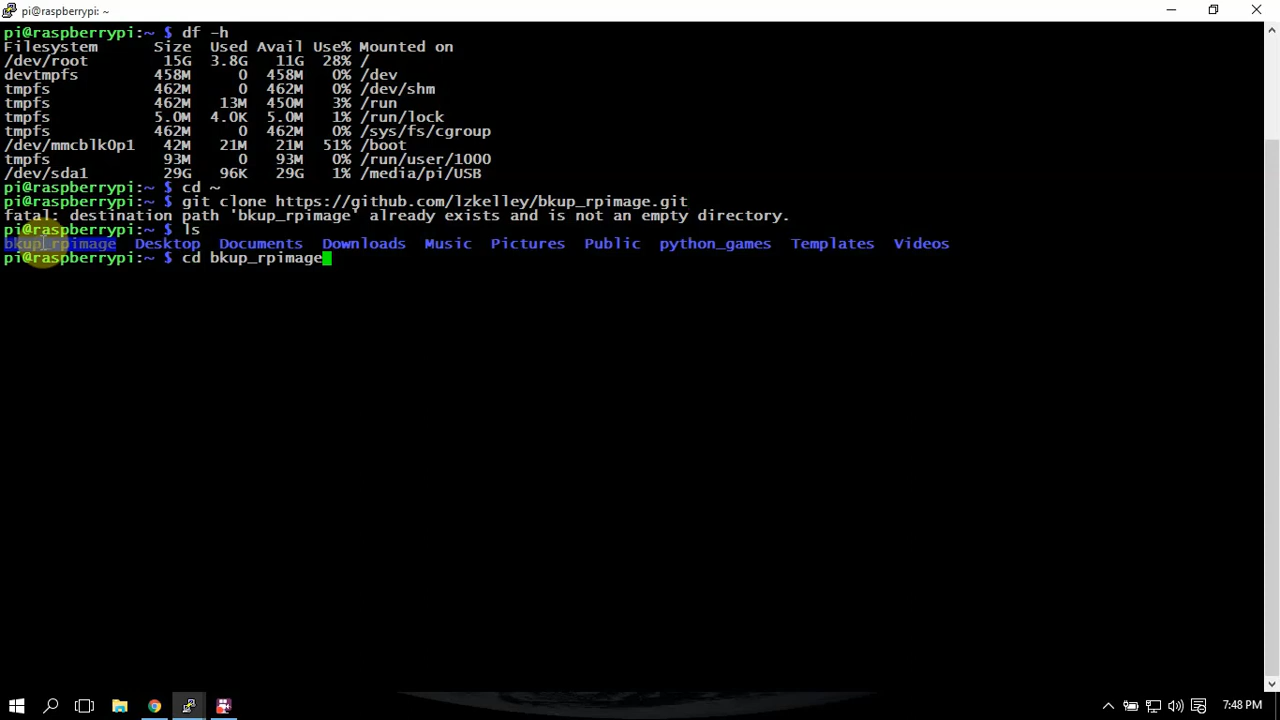 pi@raspberrypi: ~
pi@raspberrypi:~ $ df -h
Filesystem      Size  Used Avail Use% Mounted on
/dev/root        15G  3.8G   11G  28% /
devtmpfs        458M     0  458M   0% /dev
tmpfs           462M     0  462M   0% /dev/shm
tmpfs           462M   13M  450M   3% /run
tmpfs           5.0M  4.0K  5.0M   1% /run/lock
tmpfs           462M     0  462M   0% /sys/fs/cgroup
/dev/mmcblk0p1   42M   21M   21M  51% /boot
tmpfs            93M     0   93M   0% /run/user/1000
/dev/sda1        29G   96K   29G   1% /media/pi/USB
pi@raspberrypi:~ $ cd ~
pi@raspberrypi:~ $ git clone https://github.com/lzkelley/bkup_rpimage.git
fatal: destination path 'bkup_rpimage' already exists and is not an empty directory.
pi@raspberrypi:~ $ ls
bkup_rpimage  Desktop  Documents  Downloads  Music  Pictures  Public  python_games  Templates  Videos
pi@raspberrypi:~ $ cd bkup_rpimage
7:48 PM